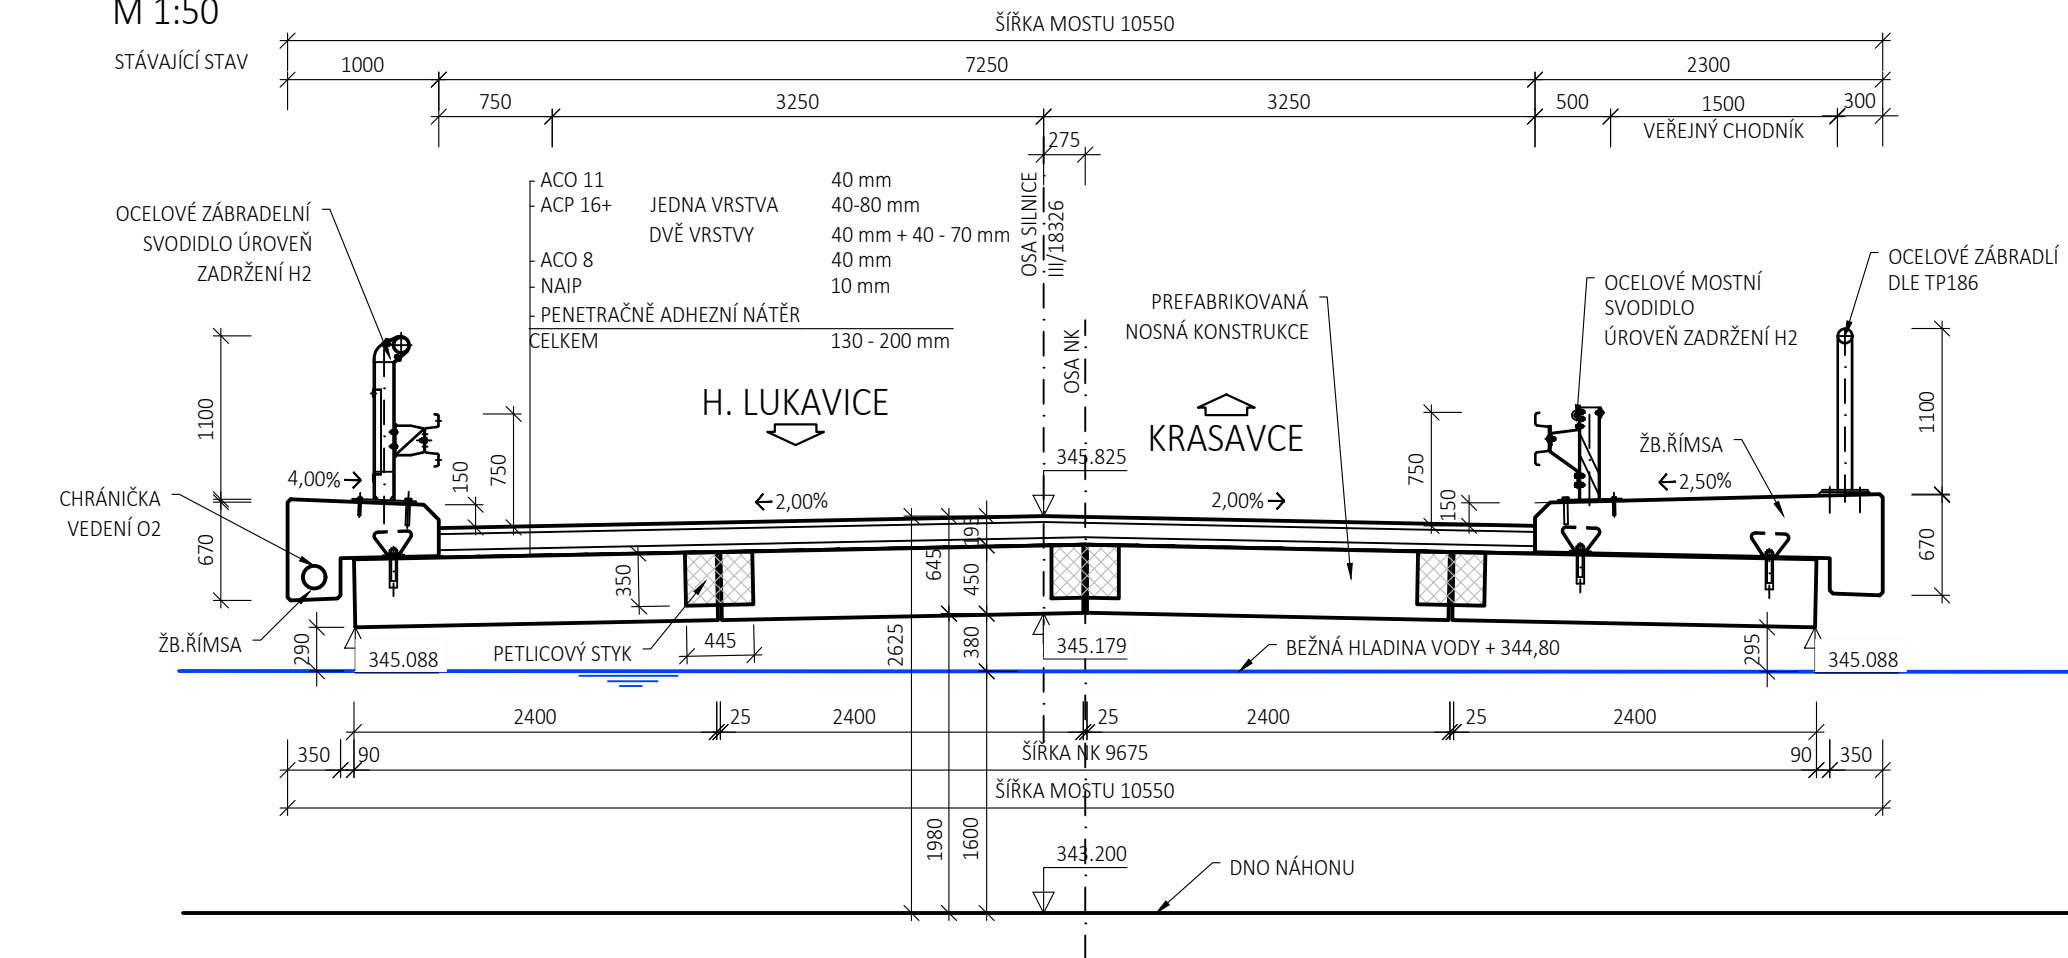 M 1:50
STÁVAJÍCÍ STAV
ŠÍŘKA MOSTU 10550
1000
7250
2300
750
3250
3250
500
1500
300
VEŘEJNÝ CHODNÍK
275
OSA SILNICE
III/18326
OSA NK
ACO 11 40 mm
ACP 16+ JEDNA VRSTVA 40-80 mm
DVĚ VRSTVY 40 mm + 40 - 70 mm
ACO 8 40 mm
NAIP 10 mm
PENETRAČNĚ ADHEZNÍ NÁTĚR
CELKEM 130 - 200 mm
OCELOVÉ ZÁBRADELNÍ
SVODIDLO ÚROVEŇ
ZADRŽENÍ H2
PREFABRIKOVANÁ
NOSNÁ KONSTRUKCE
OCELOVÉ MOSTNÍ
SVODIDLO
ÚROVEŇ ZADRŽENÍ H2
OCELOVÉ ZÁBRADLÍ
DLE TP186
H. LUKAVICE
KRASAVCE
ŽB.ŘÍMSA
1100
4,00%
150
750
345.825
750
150
2,50%
1100
CHRÁNIČKA
VEDENÍ O2
2,00%
2,00%
670
350
645
195
450
670
ŽB.ŘÍMSA
290
345.088
PETLICOVÝ STYK
445
2625
380
345.179
BEŽNÁ HLADINA VODY + 344,80
295
345.088
2400
25
2400
25
2400
25
2400
350
90
ŠÍŘKA NK 9675
90
350
ŠÍŘKA MOSTU 10550
1980
1600
343.200
DNO NÁHONU